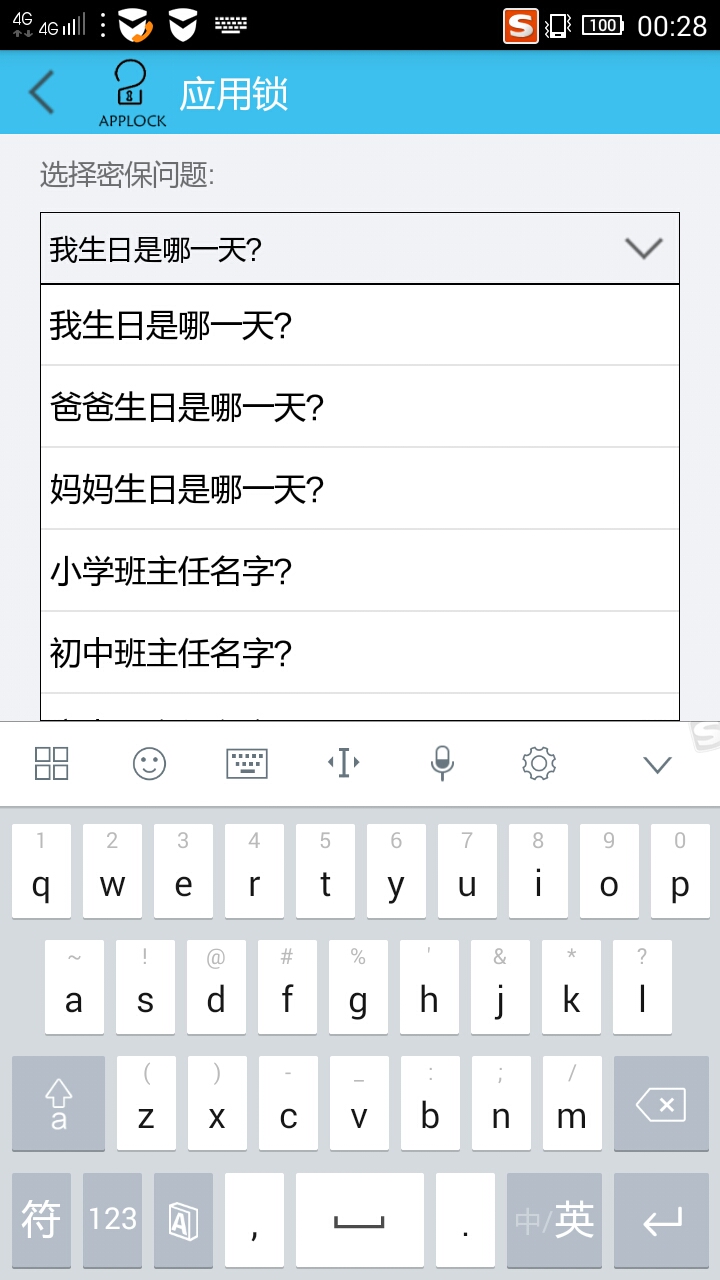 4G 4G 100 00:28
APPLOCK 应用锁
选择密保问题:
我生日是哪一天?
我生日是哪一天?
爸爸生日是哪一天?
妈妈生日是哪一天?
小学班主任名字?
初中班主任名字?
1 2 3 4 5 6 7 8 9 0
q w e r t y u i o p
~ ! @ # % ' & * ?
a s d f g h j k l
( ) - _ : ; /
a z x c v b n m
符 123 , . 中/英